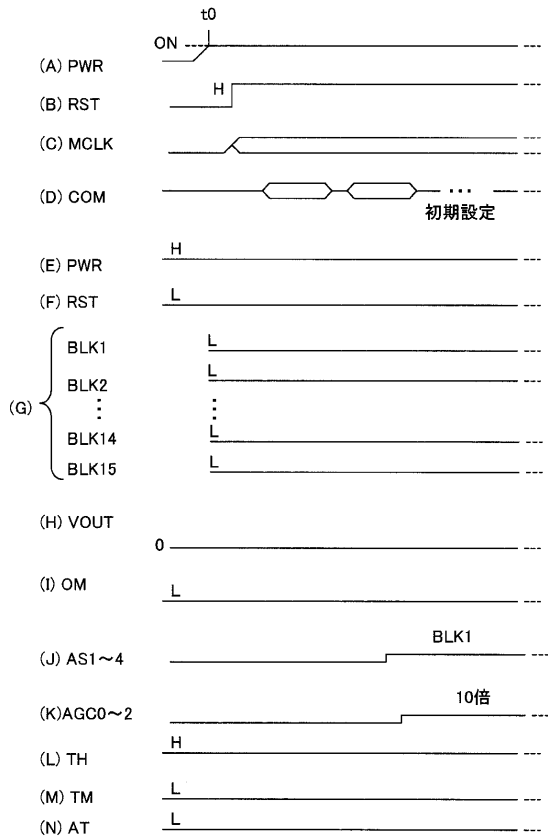 t0
ON
(A) PWR
H
(B) RST
(C) MCLK
(D) COM
初期設定
H
(E) PWR
L
(F) RST
(G)
BLK1
L
BLK2
L
BLK14
L
BLK15
L
(H) VOUT
0
(I) OM
L
BLK1
(J) AS1～4
10倍
(K)AGC0～2
H
(L) TH
L
(M) TM
L
(N) AT